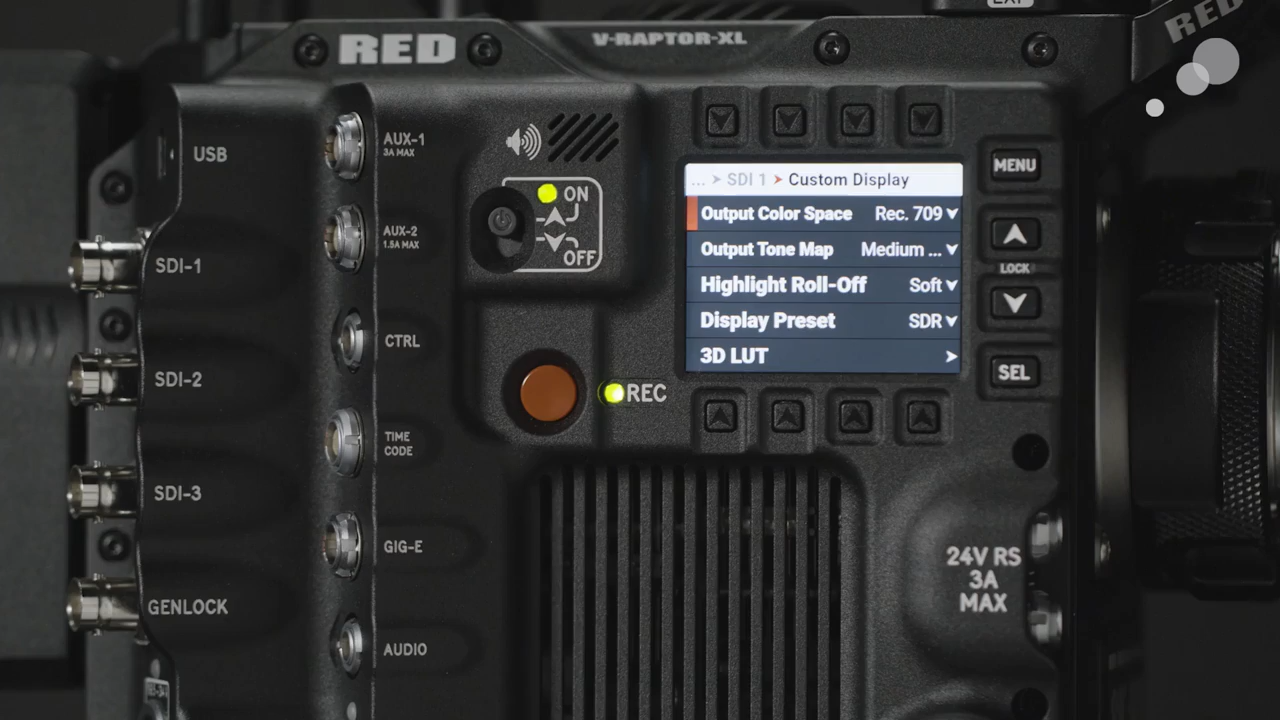 RED
V-RAPTOR-XL
RED
USB
AUX-1
3A MAX
ON
OFF
AUX-2
1.5A MAX
SDI-1
CTRL
SDI-2
REC
TIME
CODE
SDI-3
GIG-E
GENLOCK
AUDIO
... > SDI 1 > Custom Display
Output Color Space Rec. 709
Output Tone Map Medium ...
Highlight Roll-Off Soft
Display Preset SDR
3D LUT >
MENU
LOCK
SEL
24V RS
3A
MAX